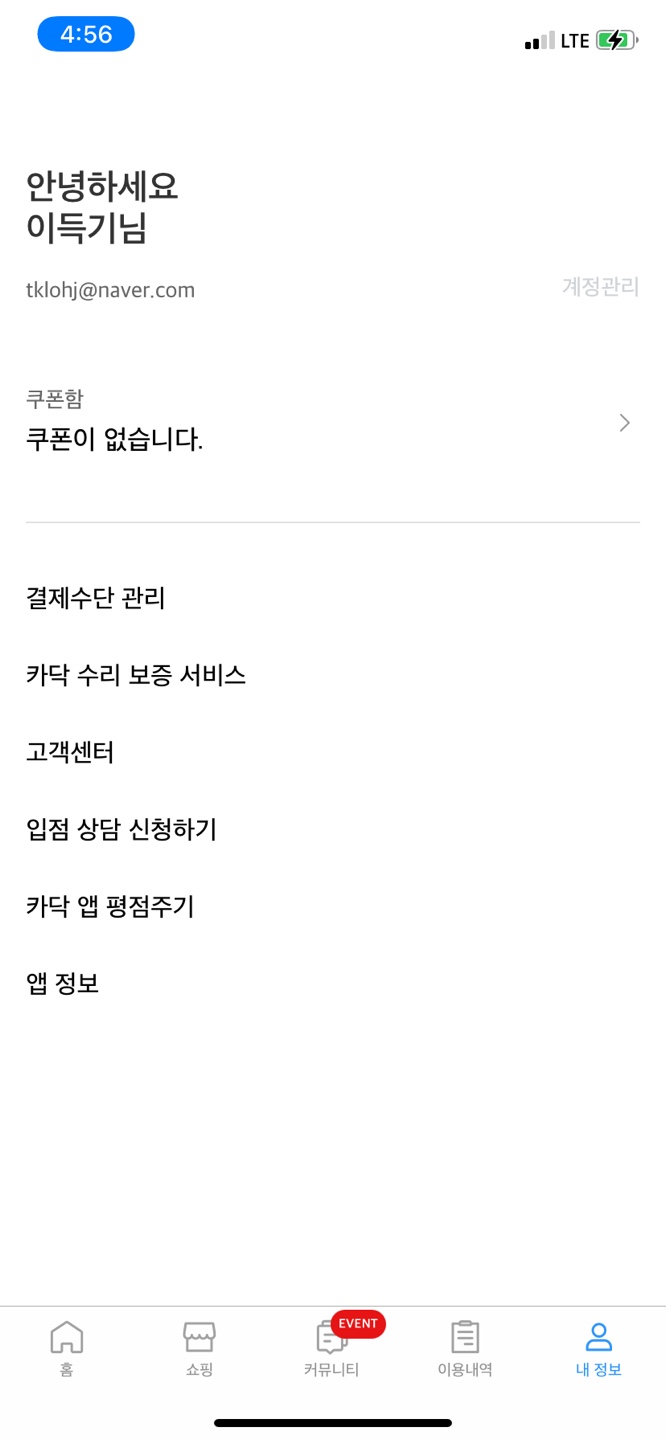 4:56
LTE
안녕하세요
이득기님
tklohj@naver.com
계정관리
쿠폰함
쿠폰이 없습니다.
결제수단 관리
카닥 수리 보증 서비스
고객센터
입점 상담 신청하기
카닥 앱 평점주기
앱 정보
EVENT
홈
쇼핑
커뮤니티
이용내역
내 정보